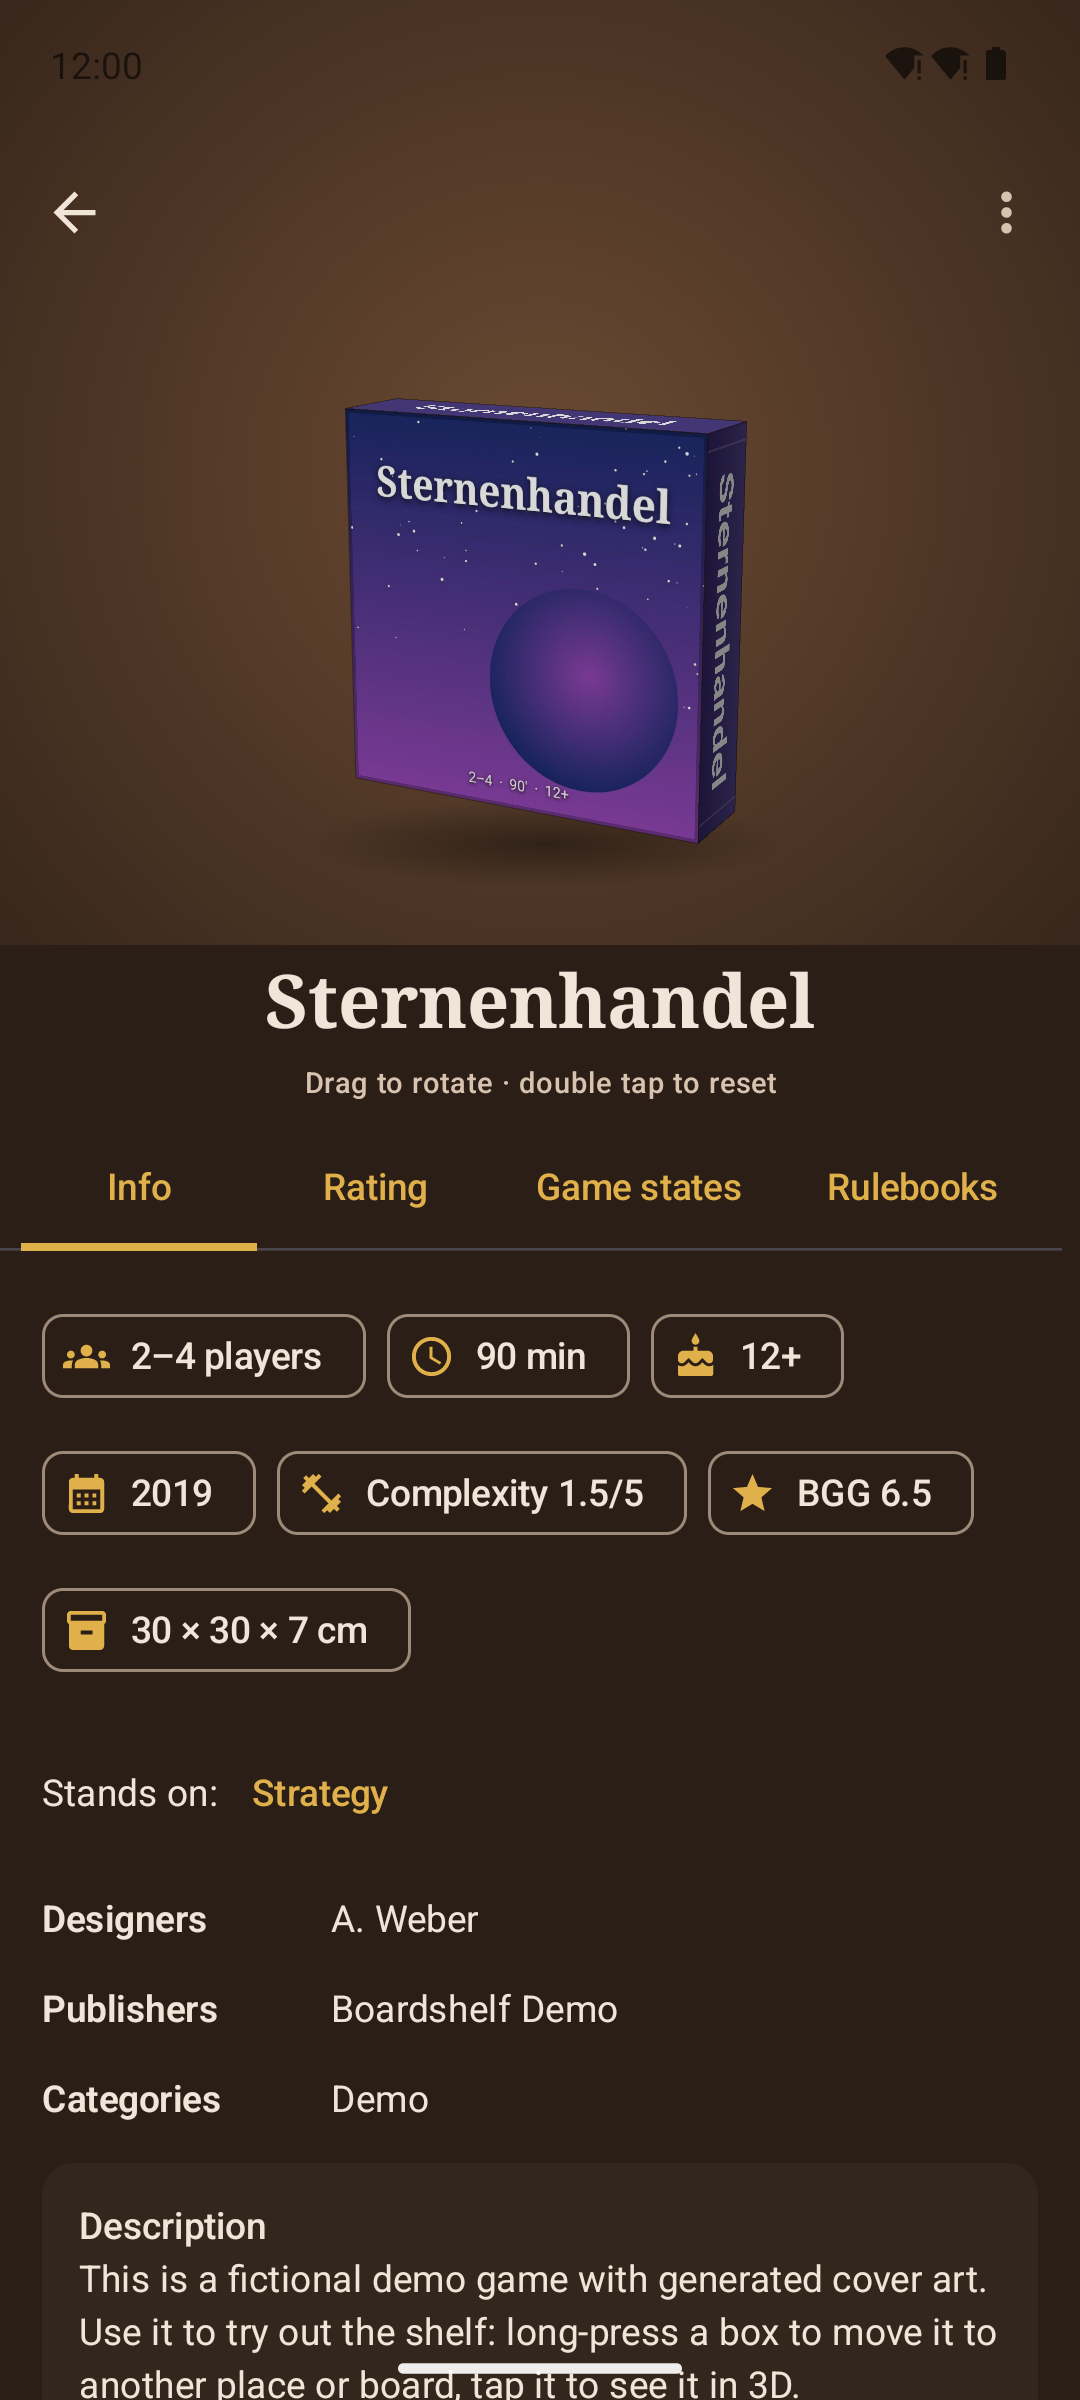 12:00
Sternenhandel
Sternenhandel
Sternenhandel
2–4 · 90' · 12+
Sternenhandel
Drag to rotate · double tap to reset
Info Rating Game states Rulebooks
2–4 players 90 min 12+
2019 Complexity 1.5/5 BGG 6.5
30 × 30 × 7 cm
Stands on: Strategy
Designers A. Weber
Publishers Boardshelf Demo
Categories Demo
Description
This is a fictional demo game with generated cover art.
Use it to try out the shelf: long-press a box to move it to
another place or board, tap it to see it in 3D.